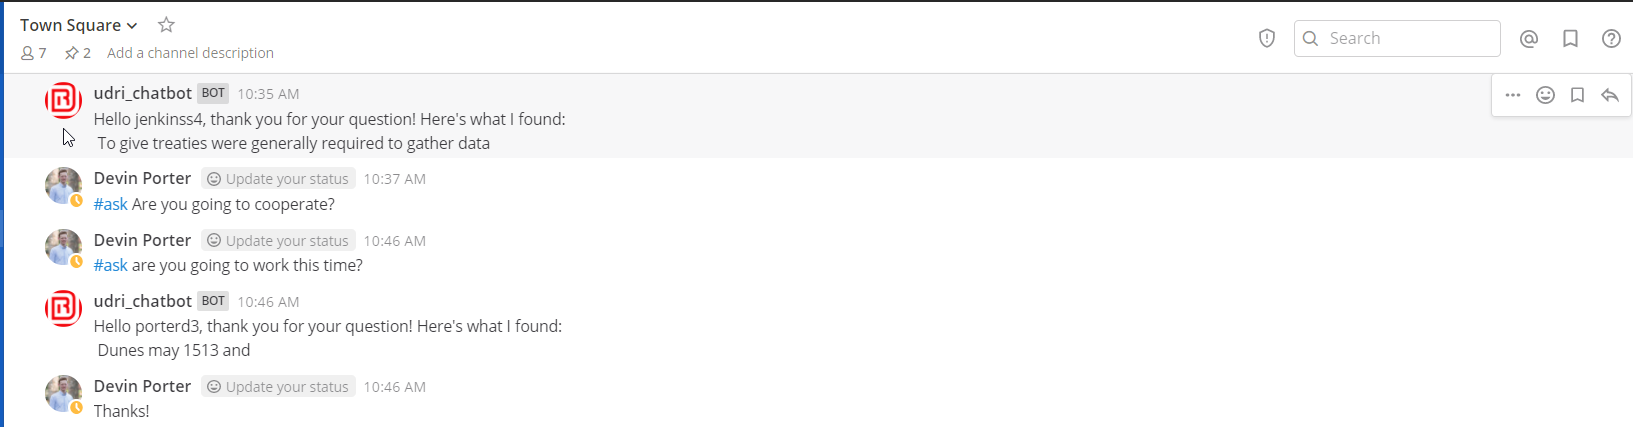 Town Square
7 2 Add a channel description
Search
udri_chatbot BOT 10:35 AM
Hello jenkinss4, thank you for your question! Here's what I found:
To give treaties were generally required to gather data
Devin Porter Update your status 10:37 AM
#ask Are you going to cooperate?
Devin Porter Update your status 10:46 AM
#ask are you going to work this time?
udri_chatbot BOT 10:46 AM
Hello porterd3, thank you for your question! Here's what I found:
Dunes may 1513 and
Devin Porter Update your status 10:46 AM
Thanks!